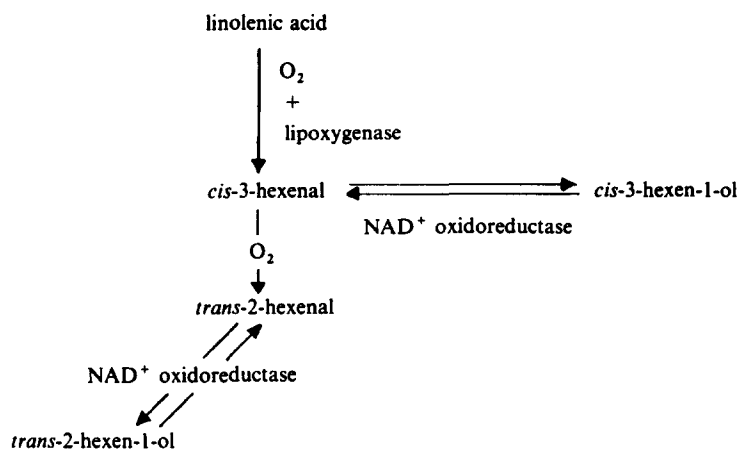 linolenic acid
O₂
+
lipoxygenase
cis-3-hexenal
cis-3-hexen-1-ol
NAD⁺ oxidoreductase
O₂
trans-2-hexenal
NAD⁺ oxidoreductase
trans-2-hexen-1-ol